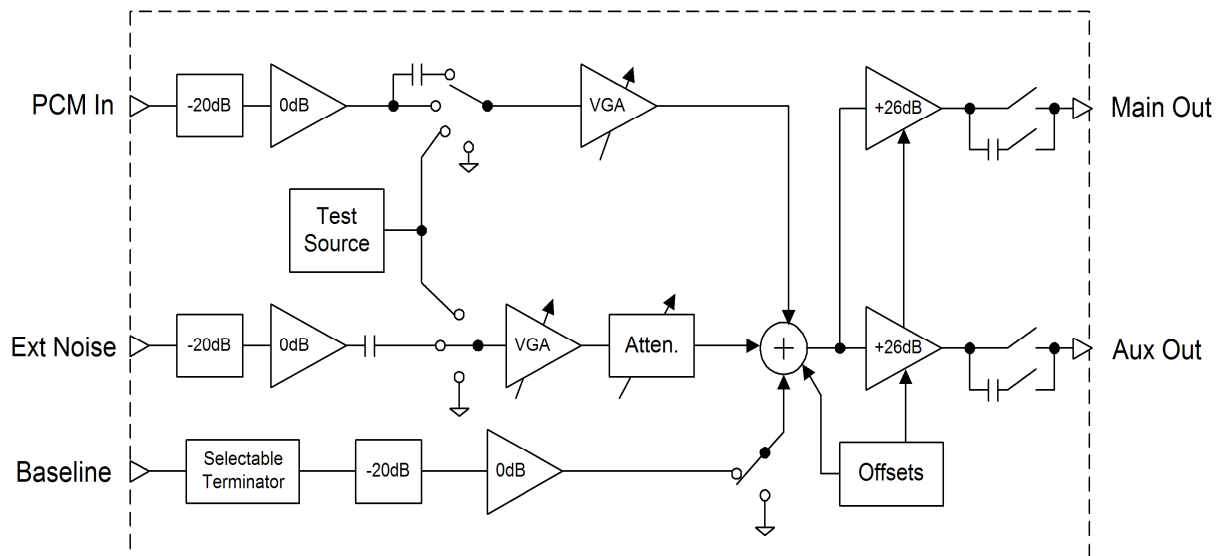 PCM In
-20dB
0dB
VGA
+26dB
Main Out
Test
Source
Ext Noise
-20dB
0dB
VGA
Atten.
+
+26dB
Aux Out
Baseline
Selectable
Terminator
-20dB
0dB
Offsets